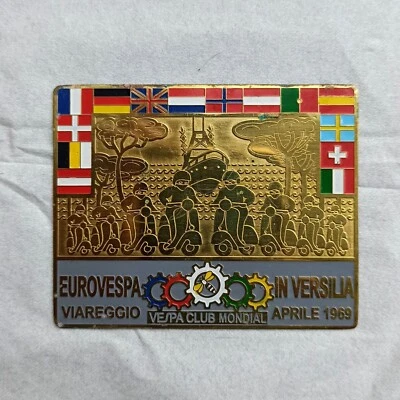 EUROVESPA IN VERSILIA
VIAREGGIO VESPA CLUB MONDIAL APRILE 1969